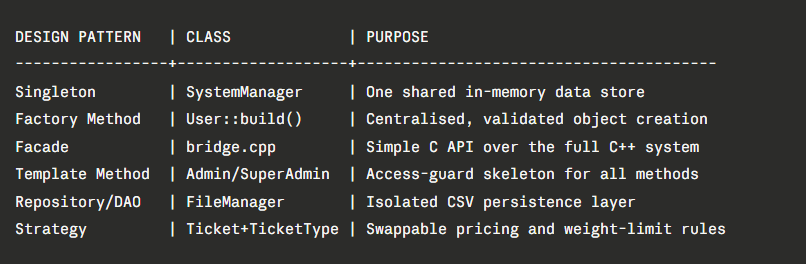 DESIGN PATTERN   | CLASS            | PURPOSE
-----------------+------------------+--------------------------------------
Singleton        | SystemManager    | One shared in-memory data store
Factory Method   | User::build()    | Centralised, validated object creation
Facade           | bridge.cpp       | Simple C API over the full C++ system
Template Method  | Admin/SuperAdmin | Access-guard skeleton for all methods
Repository/DAO   | FileManager      | Isolated CSV persistence layer
Strategy         | Ticket+TicketType | Swappable pricing and weight-limit rules